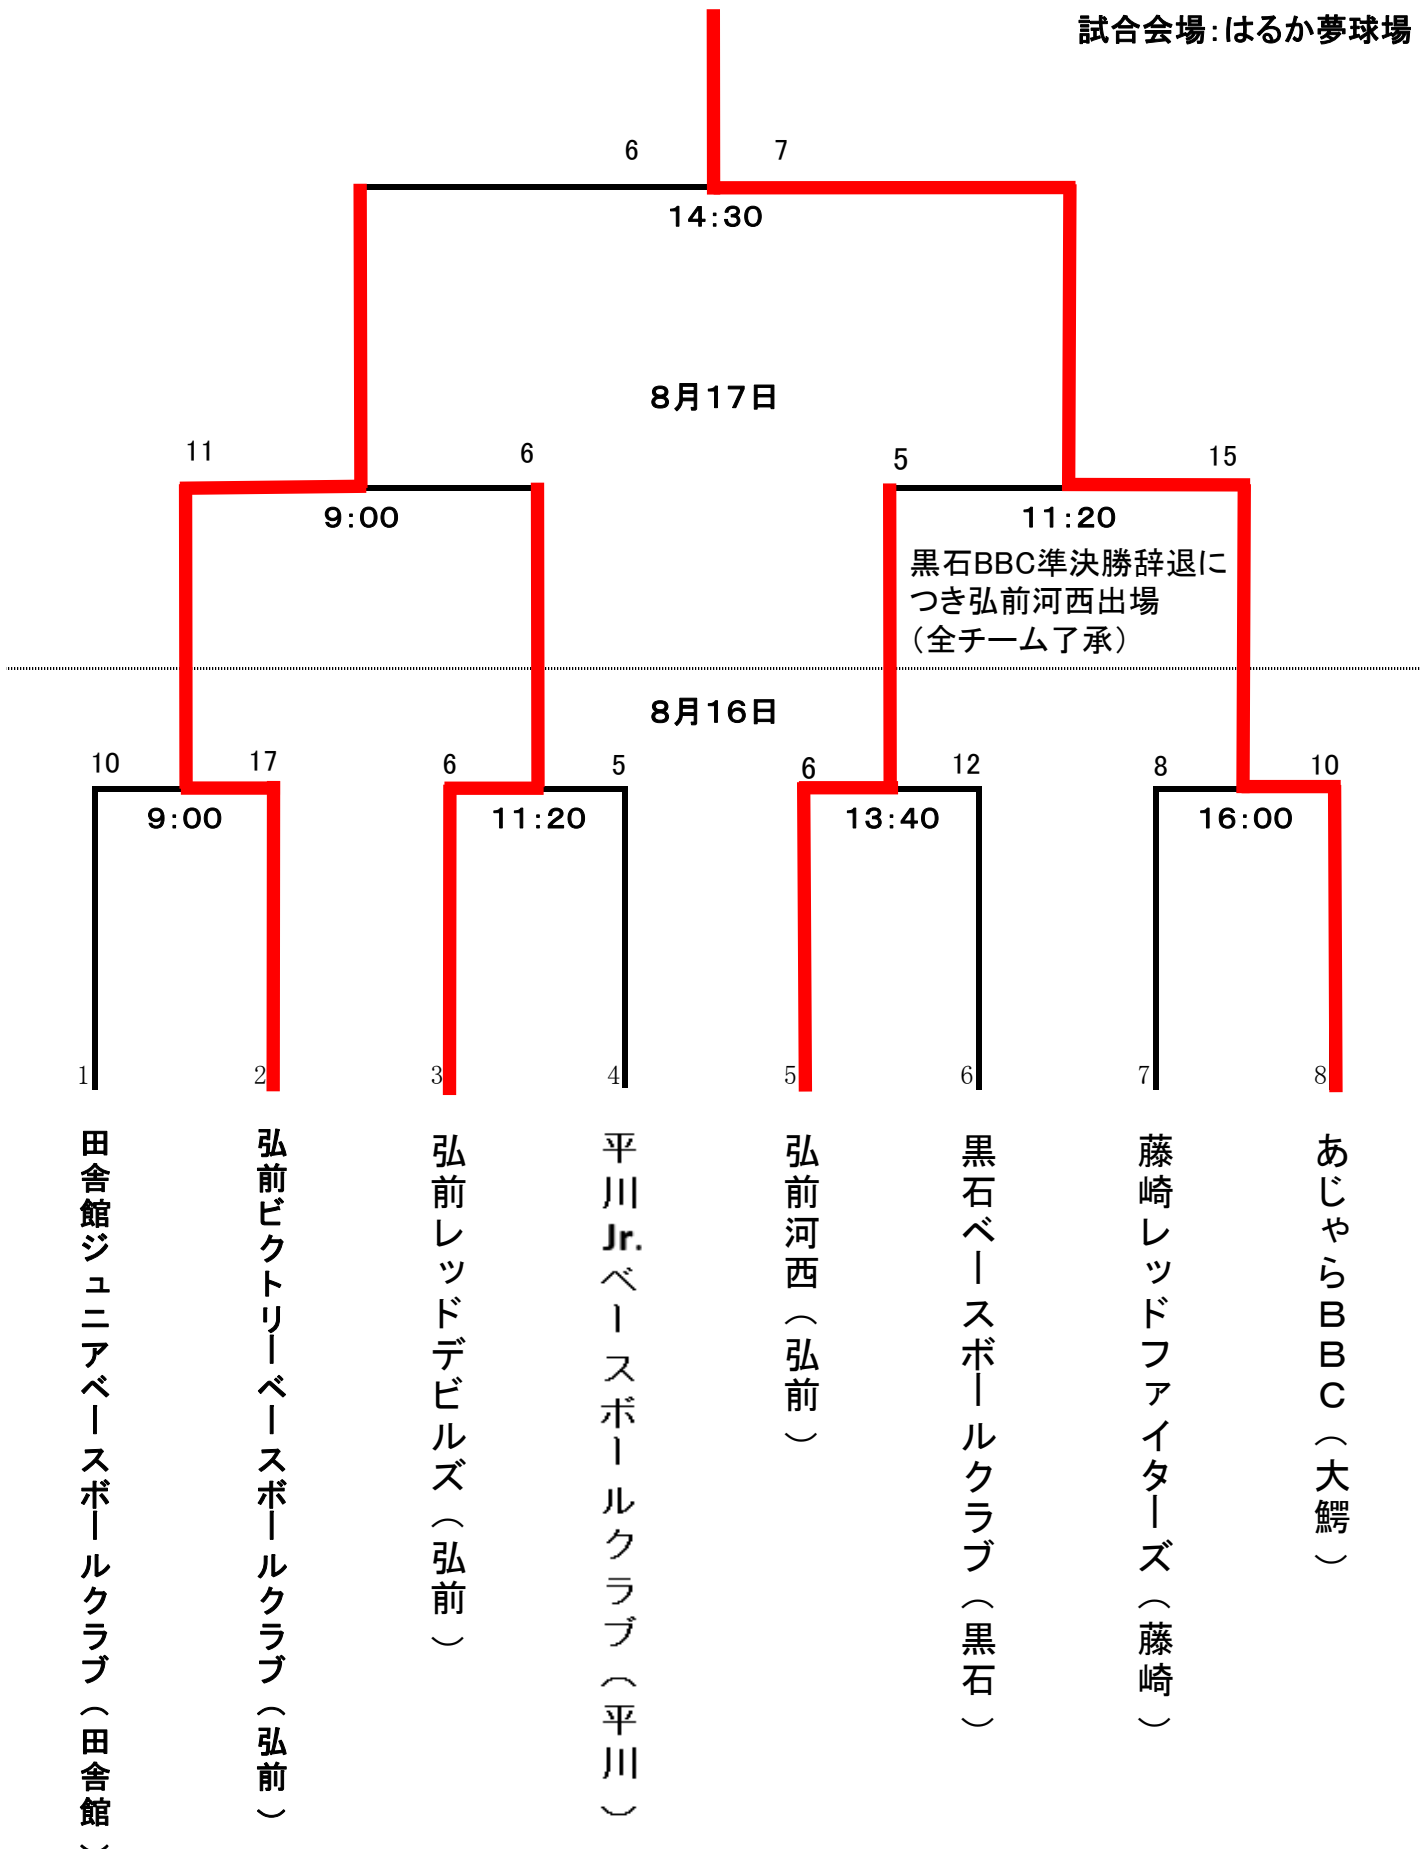 試合会場：はるか夢球場
6 7
14：30
8月17日
11 6 5 15
9：00 11：20
黒石BBC準決勝辞退に
つき弘前河西出場
（全チーム了承）
8月16日
10 17 6 5 6 12 8 10
9：00 11：20 13：40 16：00
1 2 3 4 5 6 7 8
田舎館ジュニアベースボールクラブ（田舎館）
弘前ビクトリーベースボールクラブ（弘前）
弘前レッドデビルズ（弘前）
平川Jr.ベースボールクラブ（平川）
弘前河西（弘前）
黒石ベースボールクラブ（黒石）
藤崎レッドファイターズ（藤崎）
あじゃらBBC（大鰐）